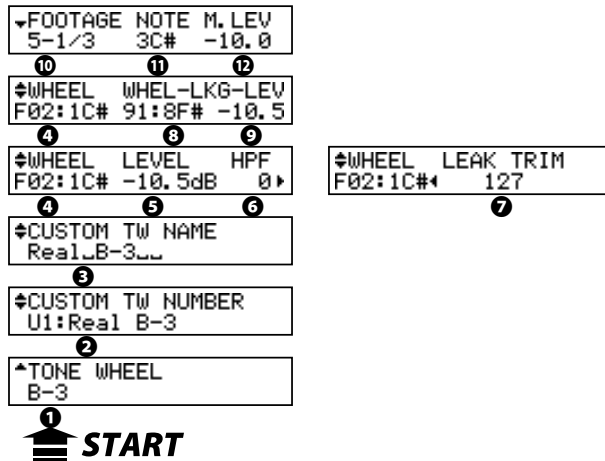 FOOTAGE NOTE M.LEV
5-1/3 3C# -10.0
10 11 12
WHEEL WHEL-LKG-LEV
F02:1C# 91:8F# -10.5
4 8 9
WHEEL LEVEL HPF
F02:1C# -10.5dB 0
4 5 6
WHEEL LEAK TRIM
F02:1C# 127
7
CUSTOM TW NAME
Real␣B-3␣␣
3
CUSTOM TW NUMBER
U1:Real B-3
2
TONE WHEEL
B-3
1
START